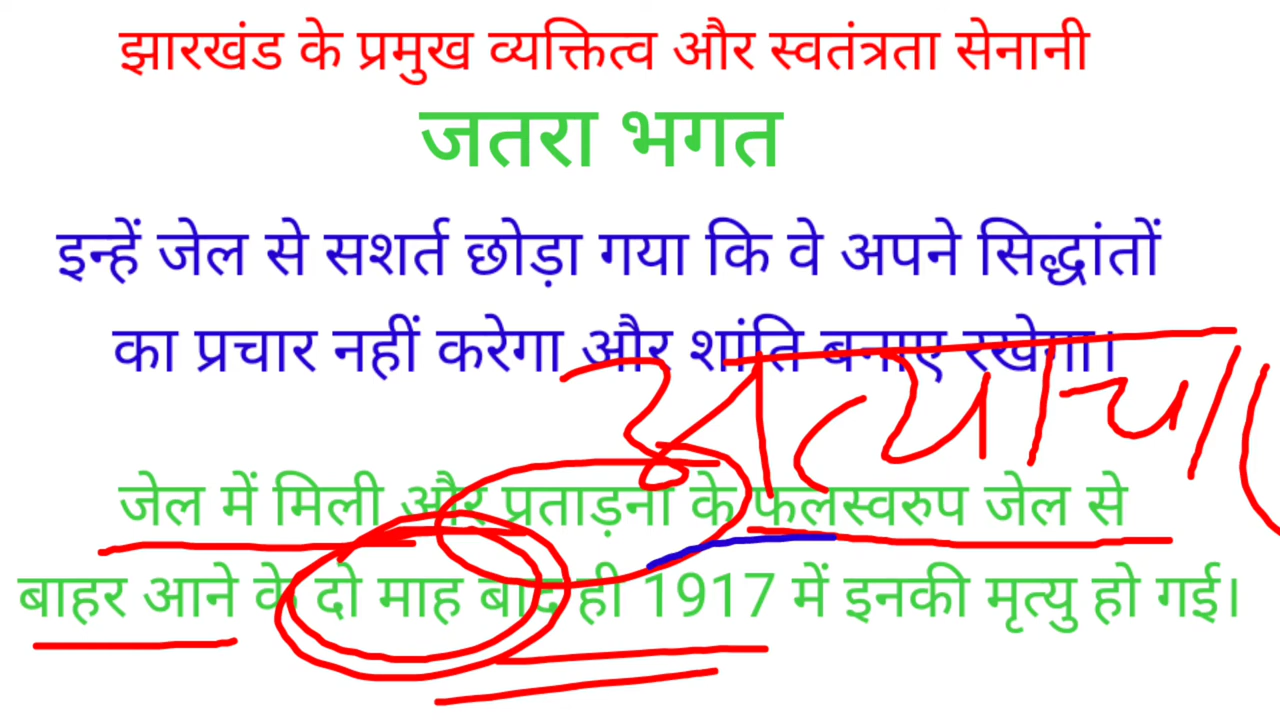 झारखंड के प्रमुख व्यक्तित्व और स्वतंत्रता सेनानी
जतरा भगत
इन्हें जेल से सशर्त छोड़ा गया कि वे अपने सिद्धांतों
का प्रचार नहीं करेगा और शांति बनाए रखेगा।
अत्याचार
जेल में मिली और प्रताड़ना के फलस्वरुप जेल से
बाहर आने के दो माह बाद ही 1917 में इनकी मृत्यु हो गई।